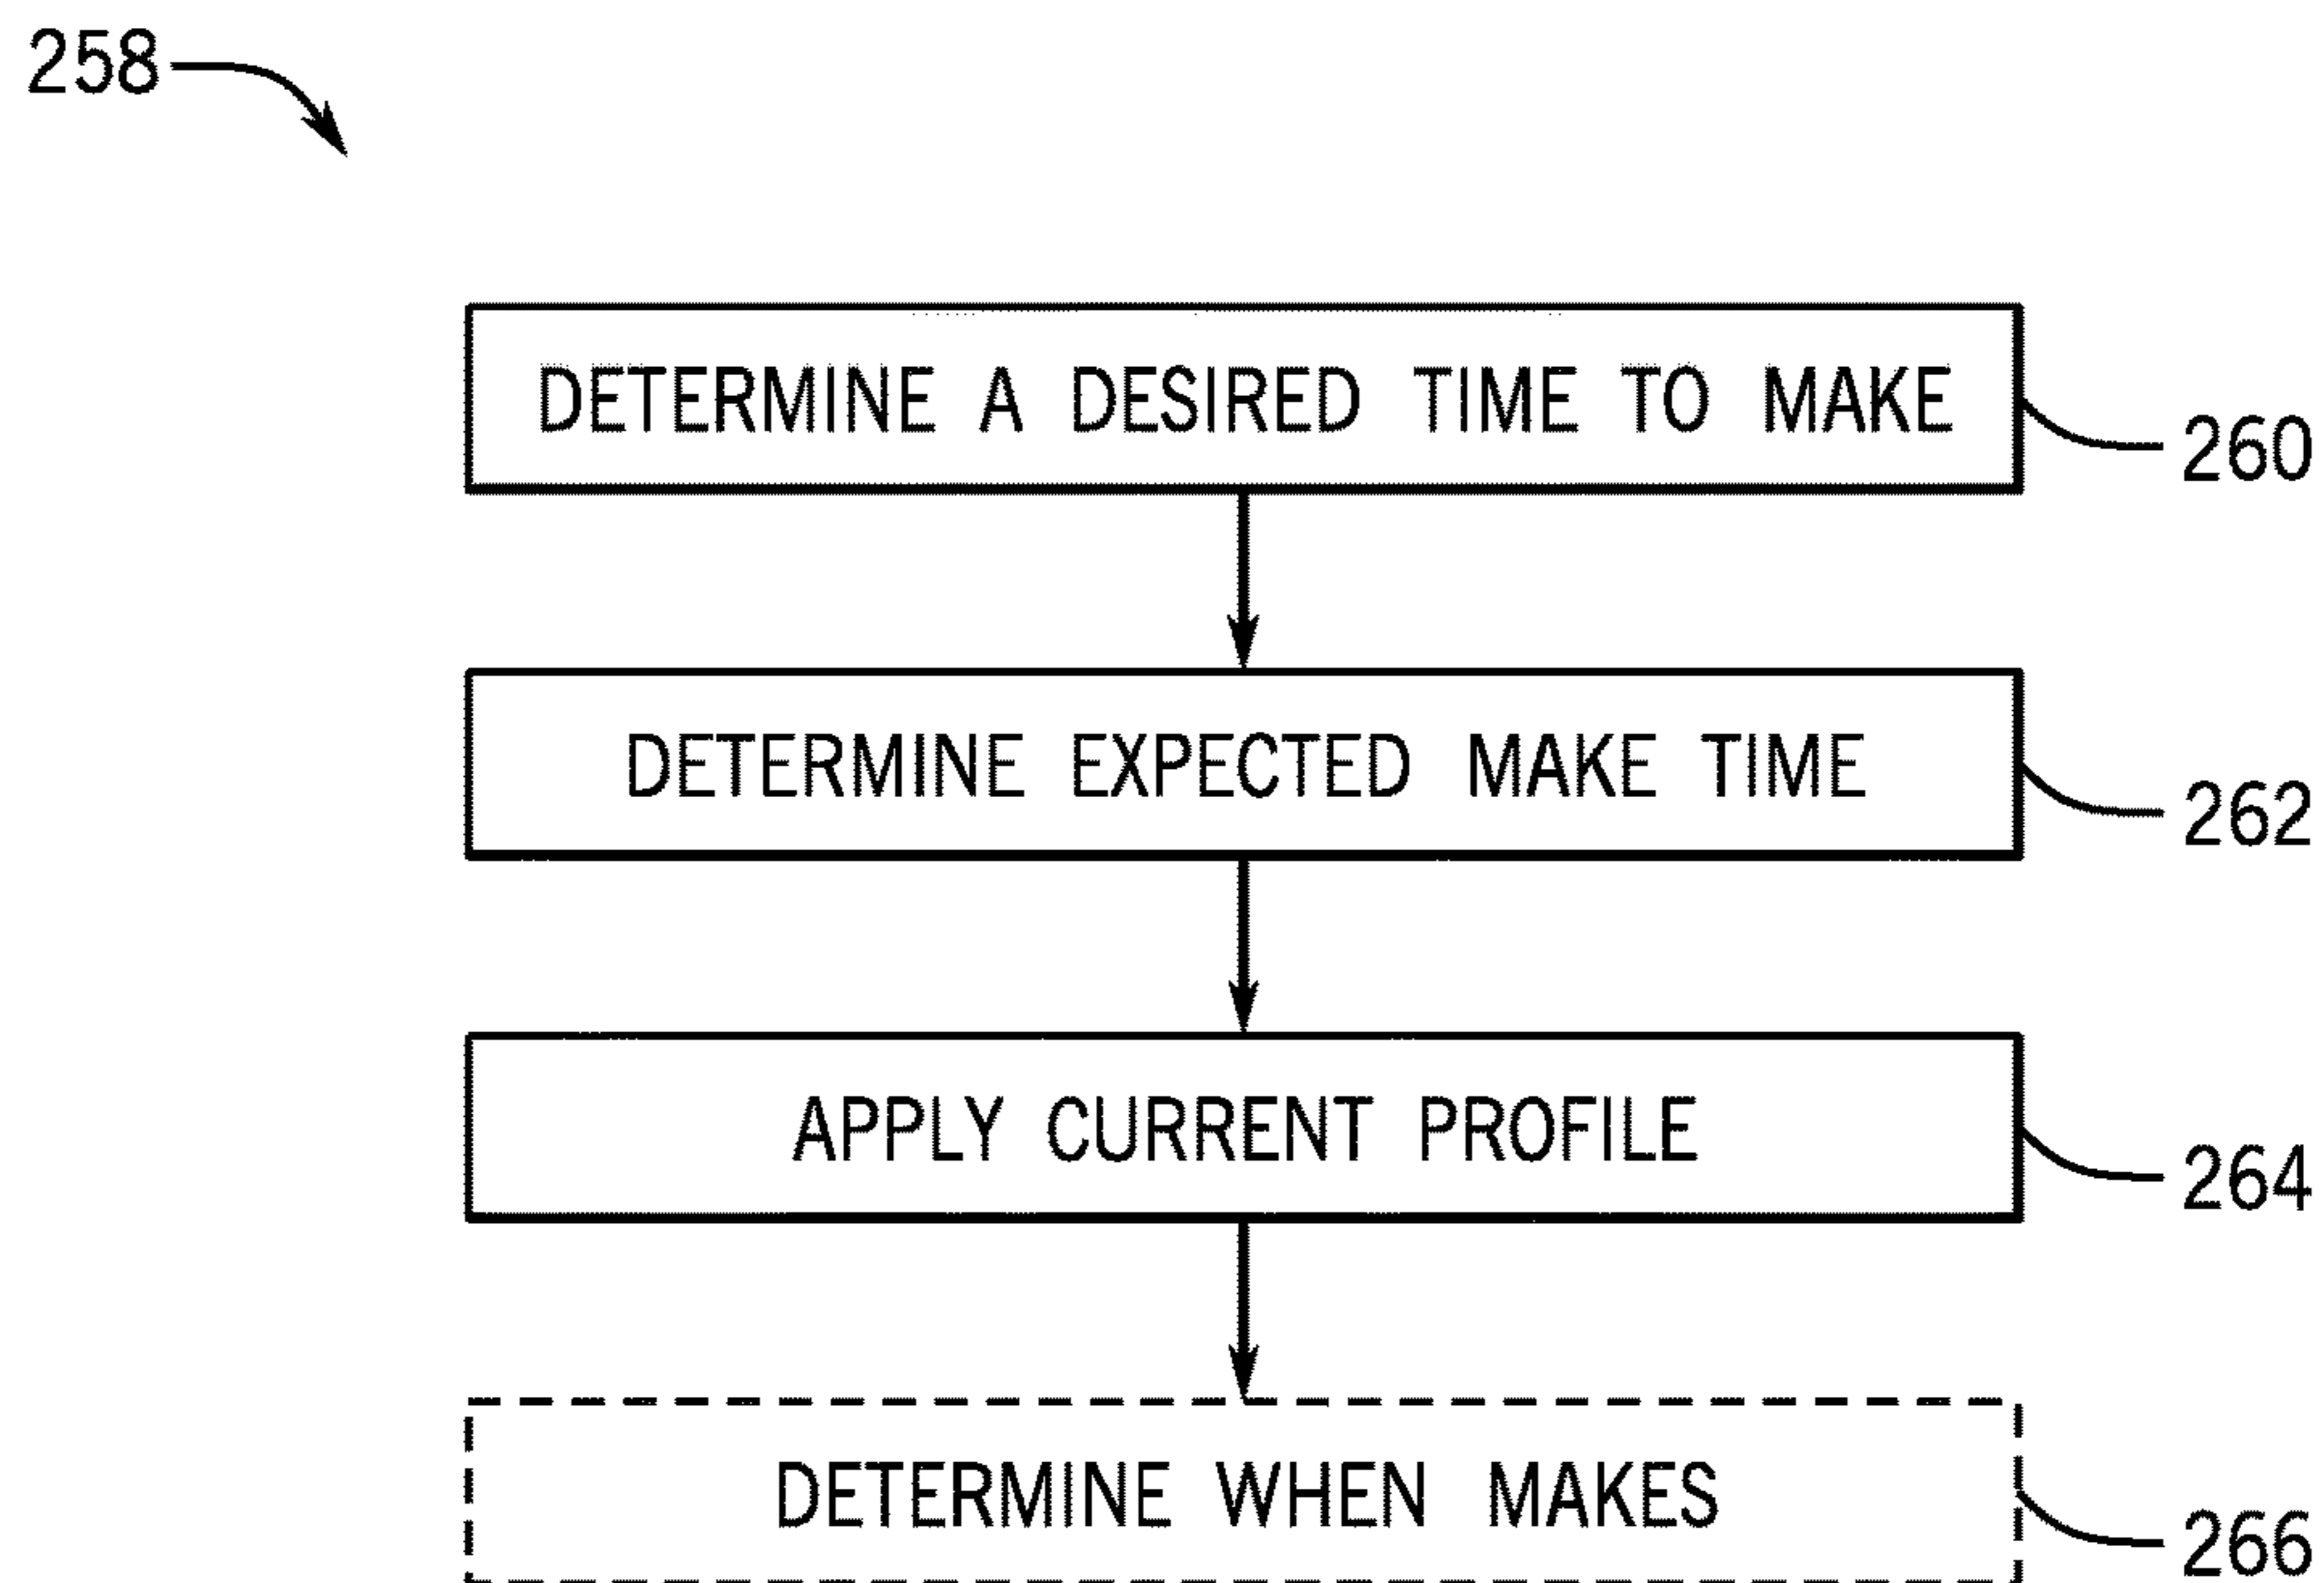 258
DETERMINE A DESIRED TIME TO MAKE
260
DETERMINE EXPECTED MAKE TIME
262
APPLY CURRENT PROFILE
264
DETERMINE WHEN MAKES
266